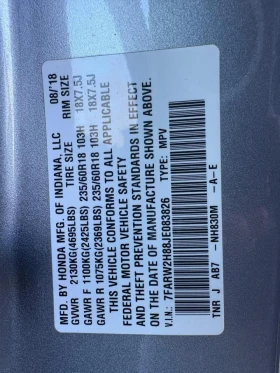 MFD. BY HONDA MFG. OF INDIANA, LLC 08/'18
GVWR 2130KG(4695LBS) TIRE SIZE RIM SIZE
GAWR F 1100KG(2425LBS) 235/60R18 103H 18X7.5J
GAWR R 1075KG(2369LBS) 235/60R18 103H 18X7.5J
THIS VEHICLE CONFORMS TO ALL APPLICABLE
FEDERAL MOTOR VEHICLE SAFETY
AND THEFT PREVENTION STANDARDS IN EFFECT
ON THE DATE OF MANUFACTURE SHOWN ABOVE.
V.I.N: 7FARW2H88JE083826 TYPE: MPV
TNR J AB7 -NH830M -A-E